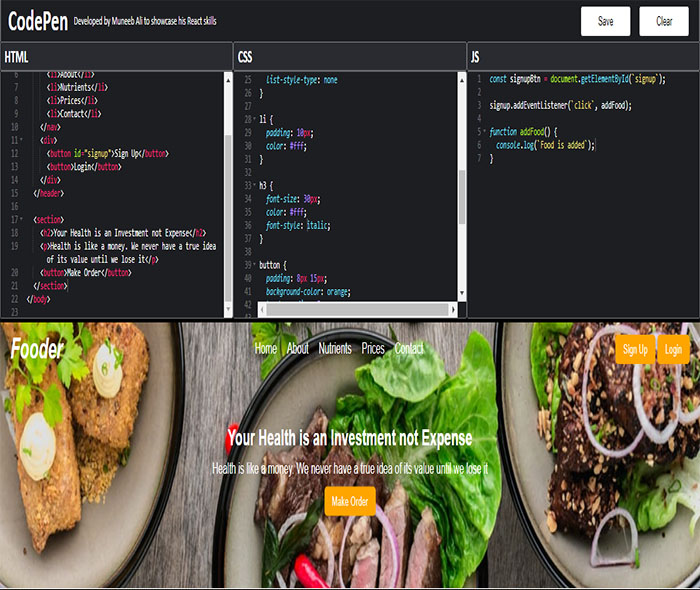 CodePen Developed by Muneeb Ali to showcase his React skills Save Clear
HTML
6 <li>About</li>
7 <li>Nutrients</li>
8 <li>Prices</li>
9 <li>Contact</li>
10 </nav>
11 <div>
12 <button id="signup">Sign Up</button>
13 <button>Login</button>
14 </div>
15 </header>
16
17 <section>
18 <h2>Your Health is an Investment not Expense</h2>
19 <p>Health is like a money. We never have a true idea
of its value until we lose it</p>
20 <button>Make Order</button>
21 </section>
22 </body>
23
CSS
25 list-style-type: none
26 }
27
28 li {
29 padding: 10px;
30 color: #fff;
31 }
32
33 h3 {
34 font-size: 30px;
35 color: #fff;
36 font-style: italic;
37 }
38
39 button {
40 padding: 8px 15px;
41 background-color: orange;
42
JS
1 const signupBtn = document.getElementById(`signup`);
2
3 signup.addEventListener(`click`, addFood);
4
5 function addFood() {
6 console.log(`Food is added`);
7 }
Fooder Home About Nutrients Prices Contact Sign Up Login
Your Health is an Investment not Expense
Health is like a money. We never have a true idea of its value until we lose it
Make Order